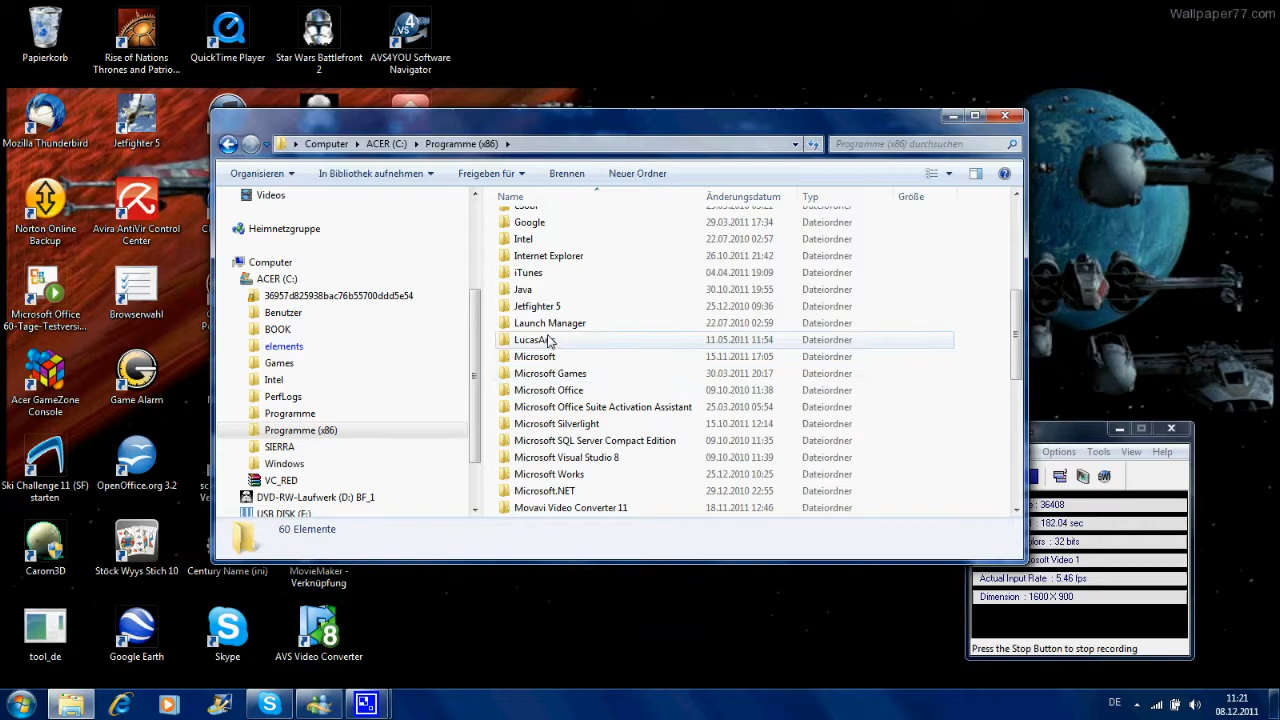 Wallpaper77.com
Papierkorb
Rise of Nations
Thrones and Patrio...
QuickTime Player
Star Wars Battlefront
2
AVS4YOU Software
Navigator
Mozilla Thunderbird
Jetfighter 5
Norton Online
Backup
Avira AntiVir Control
Center
Microsoft Office
60-Tage-Testversi...
Browserwahl
Acer GameZone
Console
Game Alarm
Ski Challenge 11 (SF)
starten
OpenOffice.org 3.2
Carom3D
Stöck Wyys Stich 10
Century Name (ini)
MovieMaker -
Verknüpfung
tool_de
Google Earth
Skype
AVS Video Converter
Computer ACER (C:) Programme (x86)
Programme (x86) durchsuchen
Organisieren In Bibliothek aufnehmen Freigeben für Brennen Neuer Ordner
Videos
Heimnetzgruppe
Computer
ACER (C:)
36957d825938bac76b55700ddd5e54
Benutzer
BOOK
elements
Games
Intel
PerfLogs
Programme
Programme (x86)
SIERRA
Windows
VC_RED
DVD-RW-Laufwerk (D:) BF_1
USB DISK (F:)
Name Änderungsdatum Typ Größe
Google 29.03.2011 17:34 Dateiordner
Intel 22.07.2010 02:57 Dateiordner
Internet Explorer 26.10.2011 21:42 Dateiordner
iTunes 04.04.2011 19:09 Dateiordner
Java 30.10.2011 19:55 Dateiordner
Jetfighter 5 25.12.2010 09:36 Dateiordner
Launch Manager 22.07.2010 02:59 Dateiordner
LucasArts 11.05.2011 11:54 Dateiordner
Microsoft 15.11.2011 17:05 Dateiordner
Microsoft Games 30.03.2011 20:17 Dateiordner
Microsoft Office 09.10.2010 11:38 Dateiordner
Microsoft Office Suite Activation Assistant 25.03.2010 05:54 Dateiordner
Microsoft Silverlight 15.10.2011 12:14 Dateiordner
Microsoft SQL Server Compact Edition 09.10.2010 11:35 Dateiordner
Microsoft Visual Studio 8 09.10.2010 11:39 Dateiordner
Microsoft Works 25.12.2010 10:25 Dateiordner
Microsoft.NET 29.12.2010 22:55 Dateiordner
Movavi Video Converter 11 18.11.2011 12:46 Dateiordner
60 Elemente
Options Tools View Help
: 36408
: 182.04 sec
olors : 32 bits
osoft Video 1
Actual Input Rate : 5.46 fps
Dimension : 1600 X 900
Press the Stop Button to stop recording
DE
11:21
08.12.2011